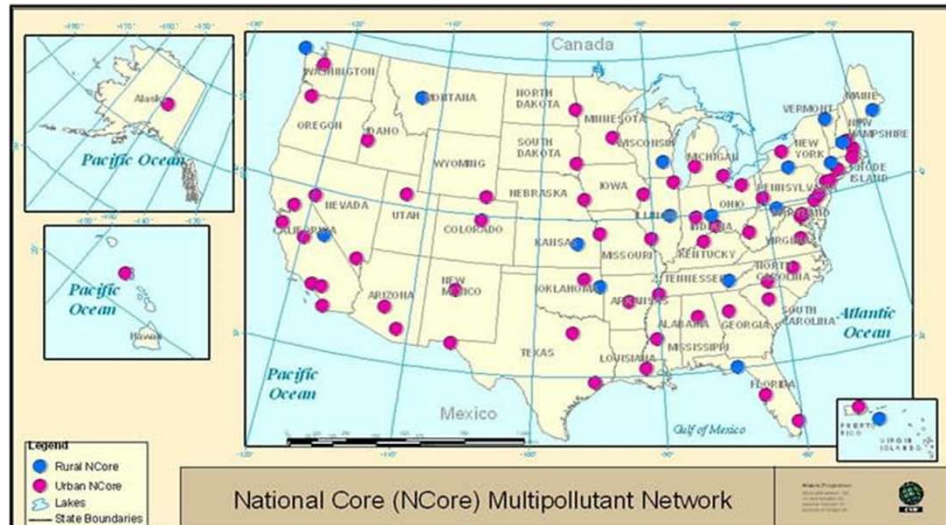 Canada
WASHINGTON
MONTANA
NORTH
DAKOTA
MINNESOTA
MAINE
VERMONT
NEW
HAMPSHIRE
OREGON
IDAHO
SOUTH
DAKOTA
WISCONSIN
MICHIGAN
NEW
YORK
RHODE
ISLAND
WYOMING
NEBRASKA
IOWA
PENNSYLVANIA
NEVADA
UTAH
COLORADO
ILLINOIS
INDIANA
OHIO
MARYLAND
CALIFORNIA
KANSAS
MISSOURI
KENTUCKY
VIRGINIA
ARIZONA
NEW
MEXICO
OKLAHOMA
ARKANSAS
TENNESSEE
NORTH
CAROLINA
SOUTH
CAROLINA
TEXAS
LOUISIANA
MISSISSIPPI
ALABAMA
GEORGIA
FLORIDA
Alaska
Pacific Ocean
Pacific
Ocean
Hawaii
Pacific
Ocean
Atlantic
Ocean
Mexico
Gulf of Mexico
PUERTO
RICO
VIRGIN
ISLANDS
Legend
Rural NCore
Urban NCore
Lakes
State Boundaries
National Core (NCore) Multipollutant Network